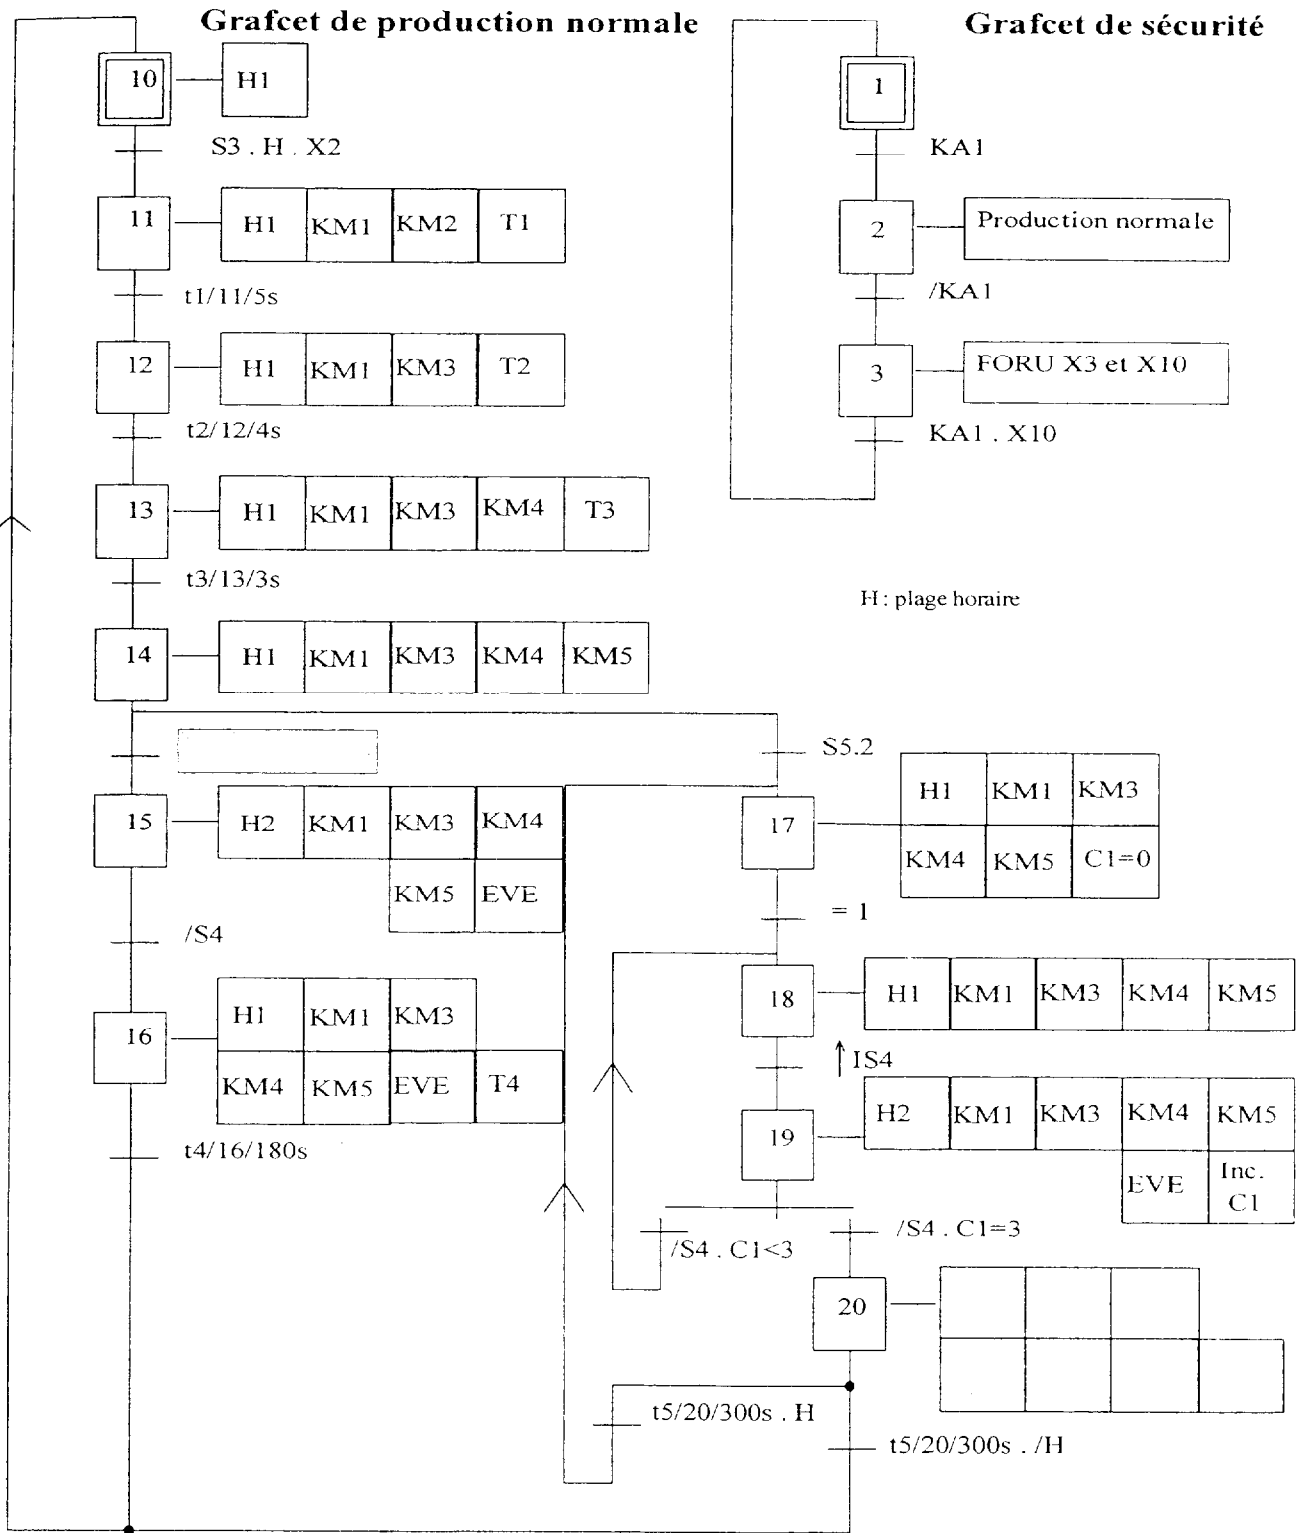 Grafcet de production normale
Grafcet de sécurité
10
H1
S3 . H . X2
11
H1 KM1 KM2 T1
t1/11/5s
12
H1 KM1 KM3 T2
t2/12/4s
13
H1 KM1 KM3 KM4 T3
t3/13/3s
14
H1 KM1 KM3 KM4 KM5
15
H2 KM1 KM3 KM4
KM5 EVE
/S4
16
H1 KM1 KM3
KM4 KM5 EVE T4
t4/16/180s
1
KA1
2
Production normale
/KA1
3
FORU X3 et X10
KA1 . X10
H : plage horaire
S5.2
17
H1 KM1 KM3
KM4 KM5 C1=0
= 1
18
H1 KM1 KM3 KM4 KM5
↑ IS4
19
H2 KM1 KM3 KM4 KM5
EVE Inc.
C1
/S4 . C1<3
/S4 . C1=3
20
t5/20/300s . H
t5/20/300s . /H